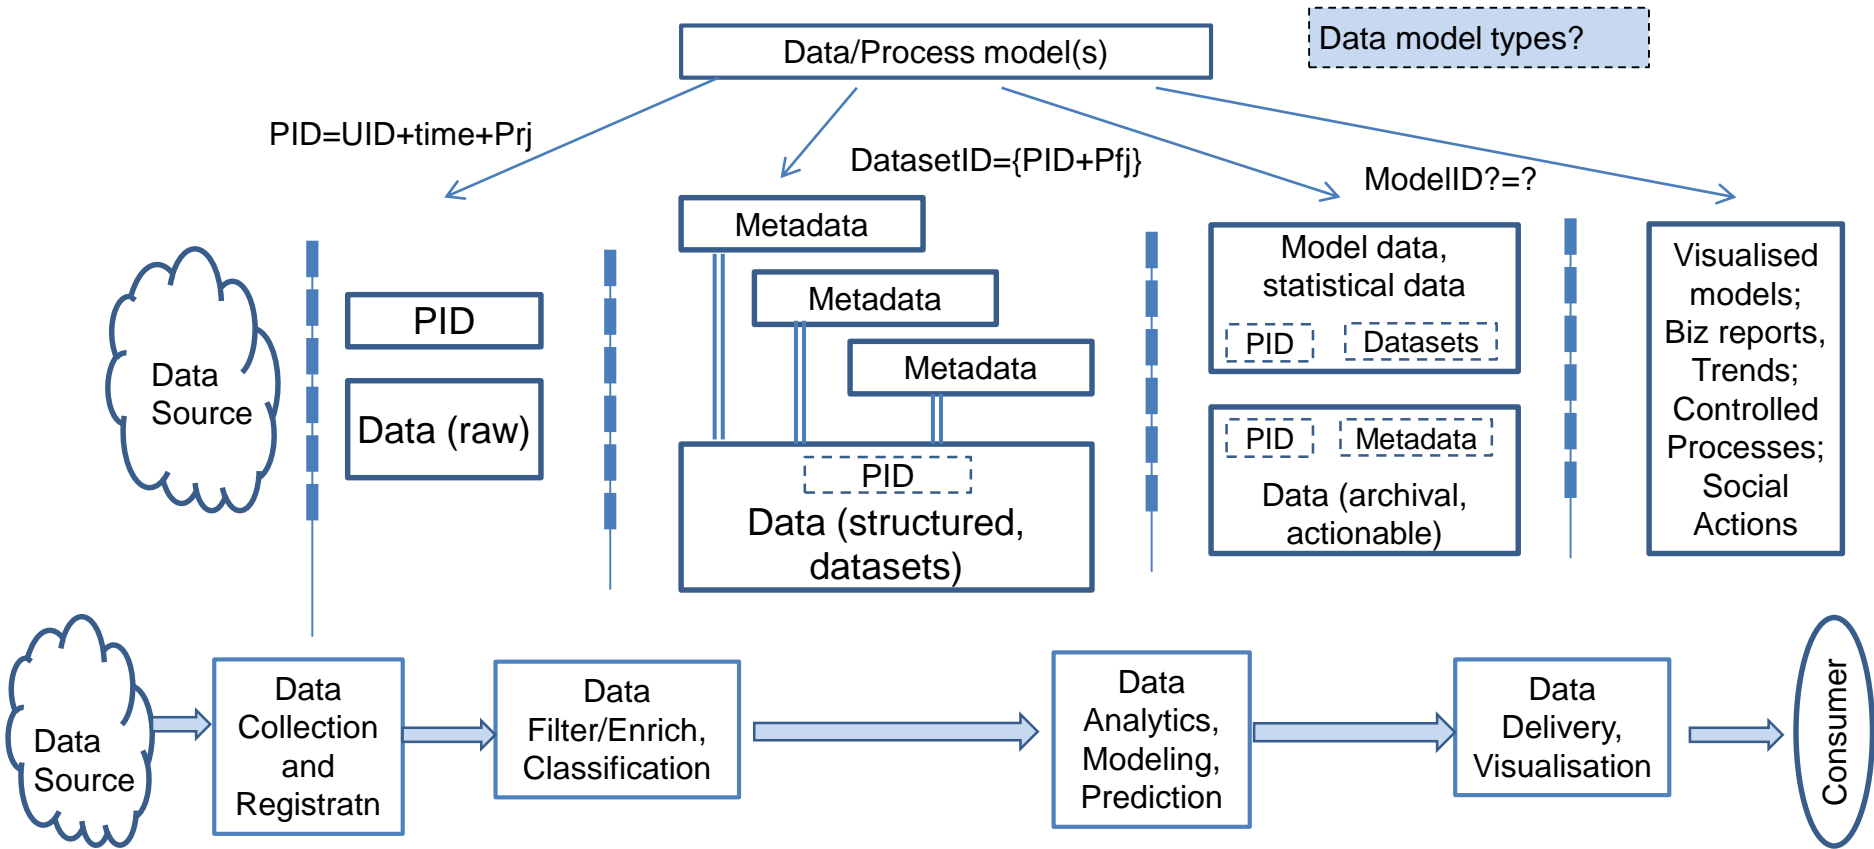 Data/Process model(s)
Data model types?
PID=UID+time+Prj
DatasetID={PID+Pfj}
ModelID?=?
Data
Source
PID
Data (raw)
Metadata
Metadata
Metadata
PID
Data (structured,
datasets)
Model data,
statistical data
PID
Datasets
PID
Metadata
Data (archival,
actionable)
Visualised
models;
Biz reports,
Trends;
Controlled
Processes;
Social
Actions
Data
Source
Data
Collection
and
Registratn
Data
Filter/Enrich,
Classification
Data
Analytics,
Modeling,
Prediction
Data
Delivery,
Visualisation
Consumer